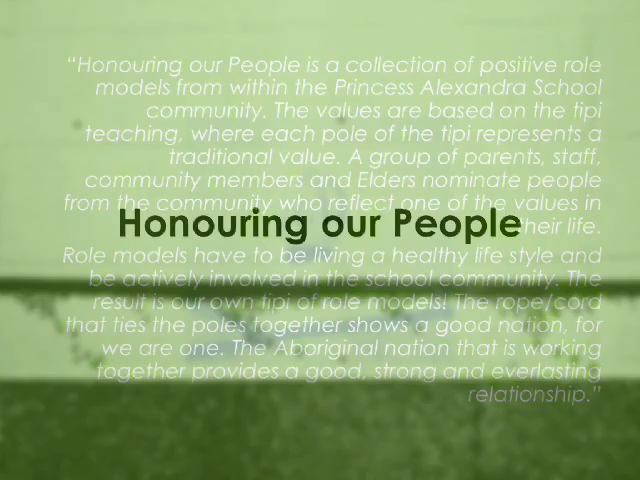 “Honouring our People is a collection of positive role
models from within the Princess Alexandra School
community. The values are based on the tipi
teaching, where each pole of the tipi represents a
traditional value. A group of parents, staff,
community members and Elders nominate people
from the community who reflect one of the values in
their life.
Honouring our People
Role models have to be living a healthy life style and
be actively involved in the school community. The
result is our own tipi of role models! The rope/cord
that ties the poles together shows a good nation, for
we are one. The Aboriginal nation that is working
together provides a good, strong and everlasting
relationship.”